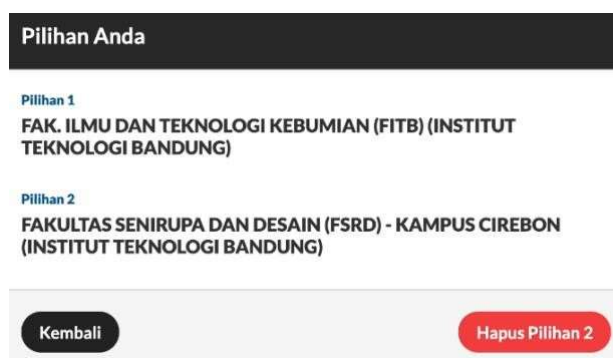 Pilihan Anda
Pilihan 1
FAK. ILMU DAN TEKNOLOGI KEBUMIAN (FITB) (INSTITUT
TEKNOLOGI BANDUNG)
Pilihan 2
FAKULTAS SENIRUPA DAN DESAIN (FSRD) - KAMPUS CIREBON
(INSTITUT TEKNOLOGI BANDUNG)
Kembali
Hapus Pilihan 2